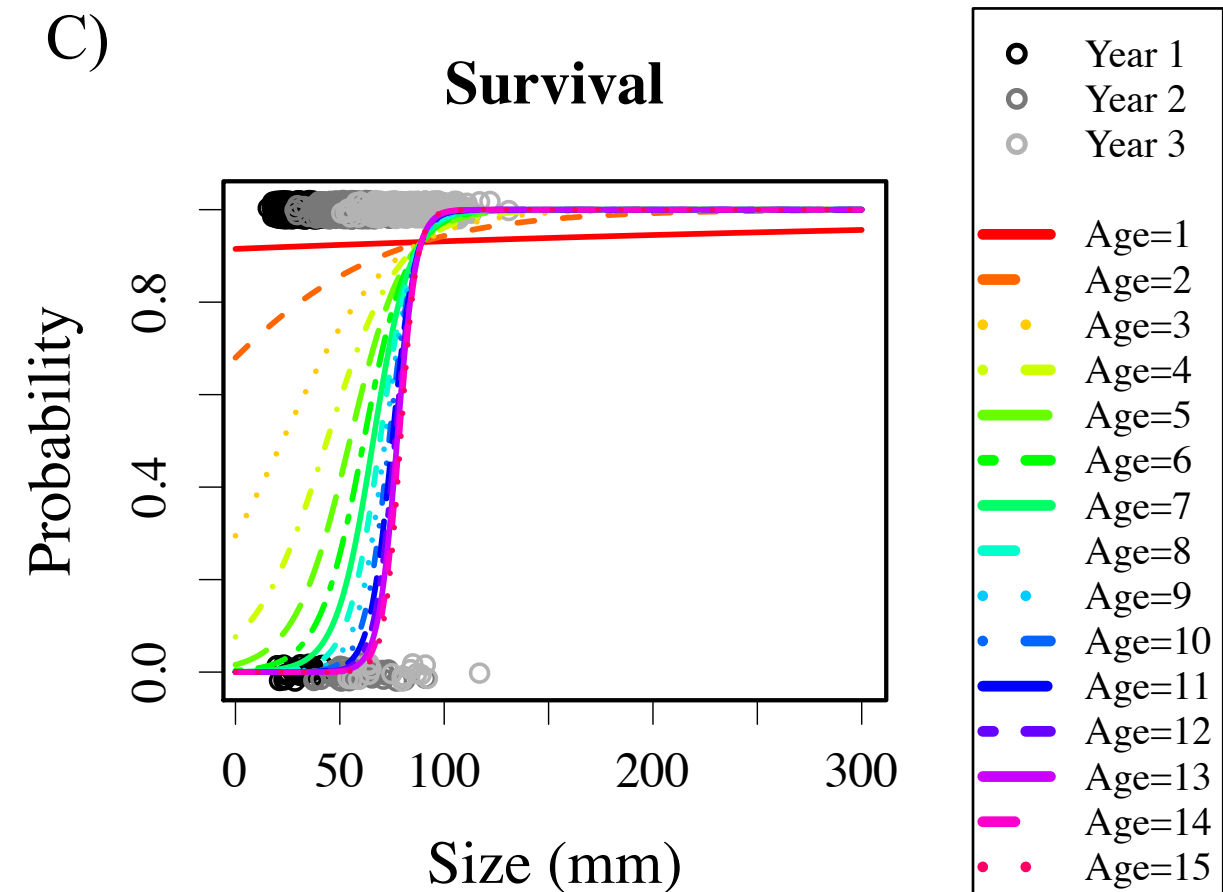 C)
Survival
Probability
0.8
0.4
0.0
0 50 100 200 300
Size (mm)
Year 1
Year 2
Year 3
Age=1
Age=2
Age=3
Age=4
Age=5
Age=6
Age=7
Age=8
Age=9
Age=10
Age=11
Age=12
Age=13
Age=14
Age=15